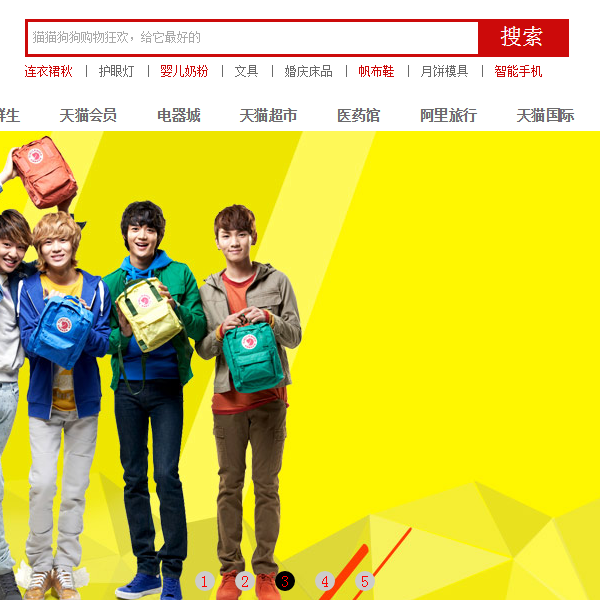 猫猫狗狗购物狂欢，给它最好的 搜索
连衣裙秋 | 护眼灯 | 婴儿奶粉 | 文具 | 婚庆床品 | 帆布鞋 | 月饼模具 | 智能手机
生 天猫会员 电器城 天猫超市 医药馆 阿里旅行 天猫国际
1 2 3 4 5